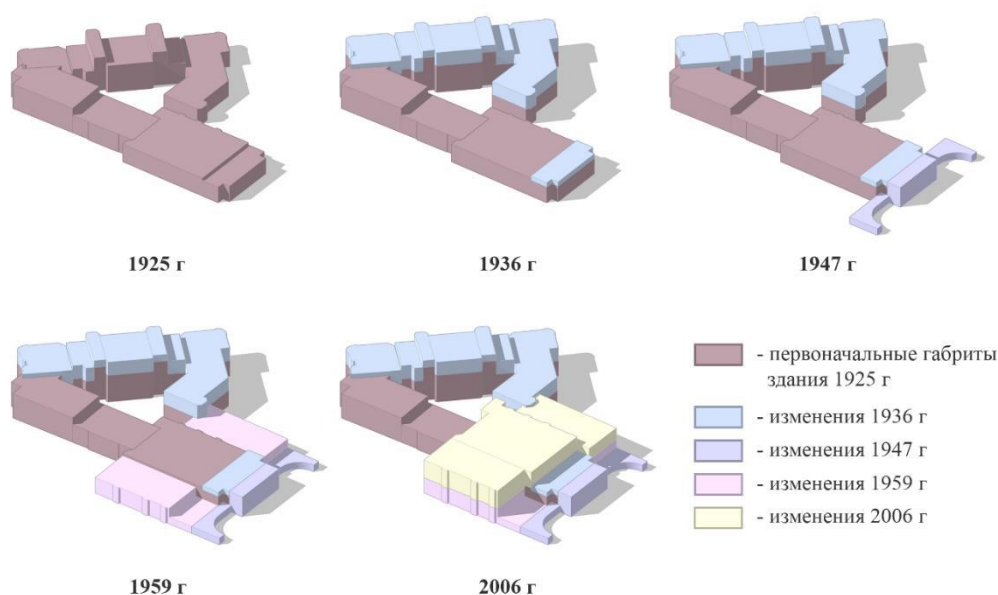 1925 г
1936 г
1947 г
1959 г
2006 г
- первоначальные габриты
здания 1925 г
- изменения 1936 г
- изменения 1947 г
- изменения 1959 г
- изменения 2006 г